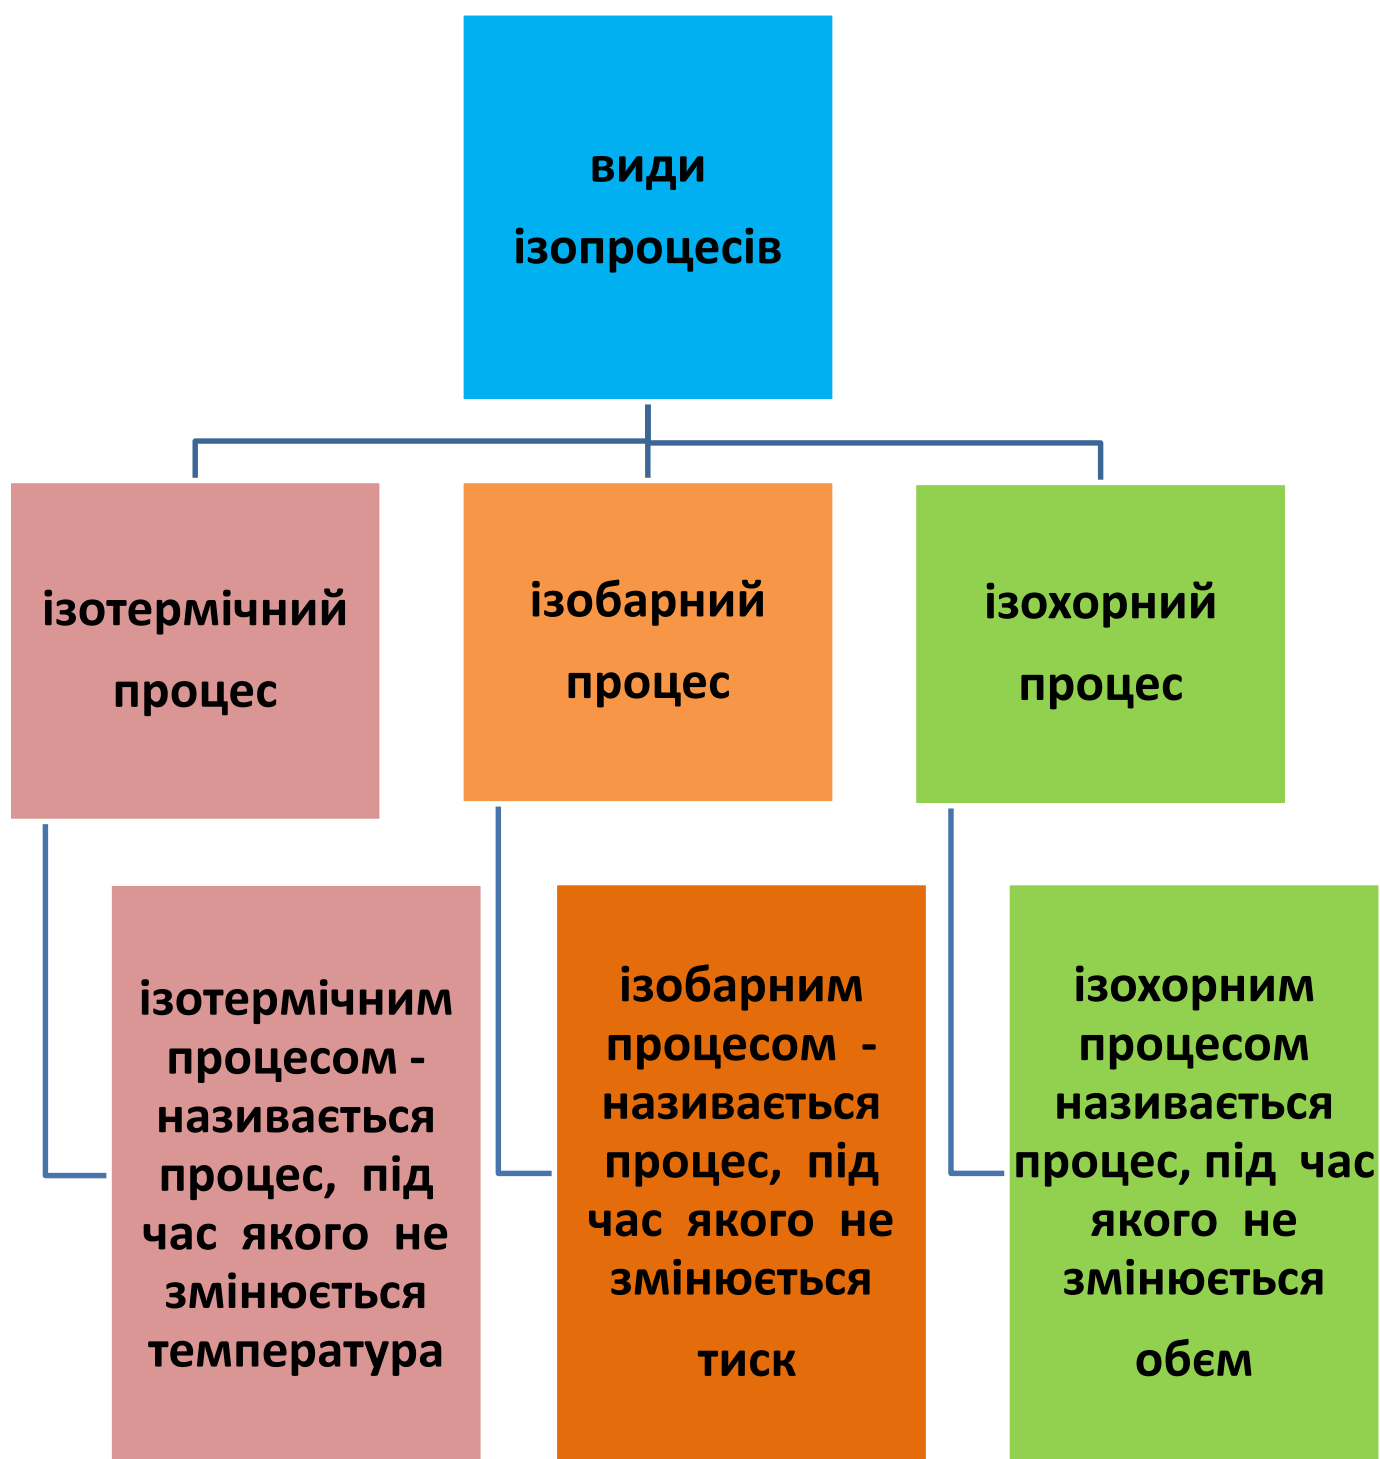 види
ізопроцесів
ізотермічний
процес
ізобарний
процес
ізохорний
процес
ізотермічним
процесом -
називається
процес, під
час якого не
змінюється
температура
ізобарним
процесом -
називається
процес, під
час якого не
змінюється
тиск
ізохорним
процесом
називається
процес, під час
якого не
змінюється
обєм